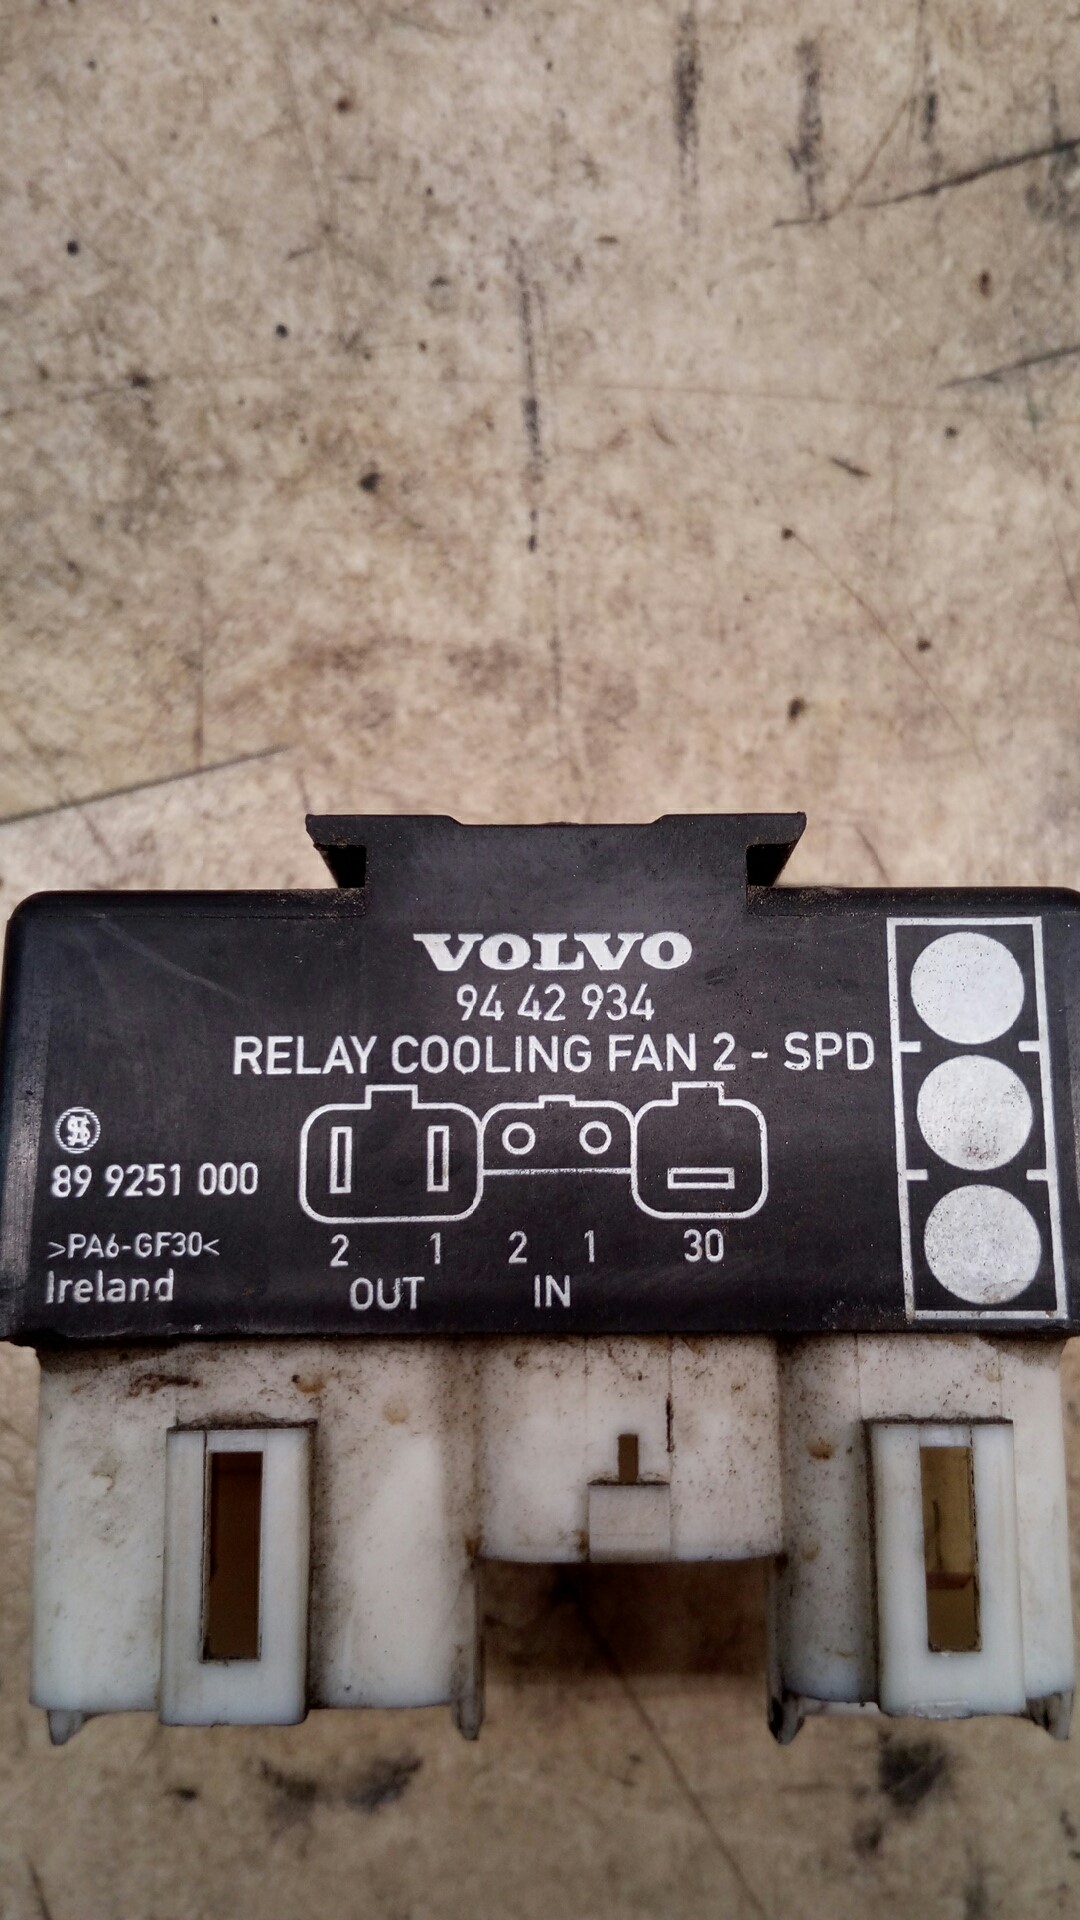 VOLVO
94 42 934
RELAY COOLING FAN 2 - SPD
89 9251 000
>PA6-GF30<
Ireland
2 1 2 1 30
OUT IN